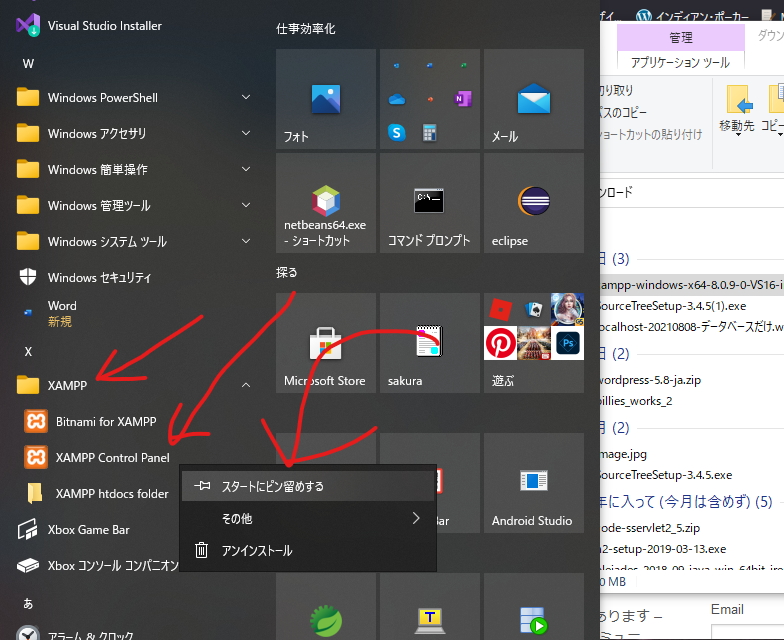 Visual Studio Installer
W
Windows PowerShell
Windows アクセサリ
Windows 簡単操作
Windows 管理ツール
Windows システム ツール
Windows セキュリティ
Word
新規
X
XAMPP
Bitnami for XAMPP
XAMPP Control Panel
XAMPP htdocs folder
Xbox Game Bar
Xbox コンソール コンパニオン
あ
アラーム & クロック
仕事効率化
フォト
メール
netbeans64.exe
- ショートカット
コマンド プロンプト
eclipse
探る
Microsoft Store
sakura
遊ぶ
Bar
Android Studio
スタートにピン留めする
その他
アンインストール
インディアン・ポーカー
管理
ダウン
アプリケーション ツール
切り取り
パスのコピー
ショートカットの貼り付け
移動先
コピー
ンロード
日 (3)
xampp-windows-x64-8.0.9-0-VS16-i
SourceTreeSetup-3.4.5(1).exe
localhost-20210808-データベースだけ.w
日 (2)
wordpress-5.8-ja.zip
billies_works_2
月 (2)
image.jpg
SourceTreeSetup-3.4.5.exe
年に入って (今月は含めず) (5)
code-sservlet2_5.zip
h2-setup-2019-03-13.exe
pleiades-2018-09-java-win-64bit-jre
0 MB
あります –
ミュニ
Email